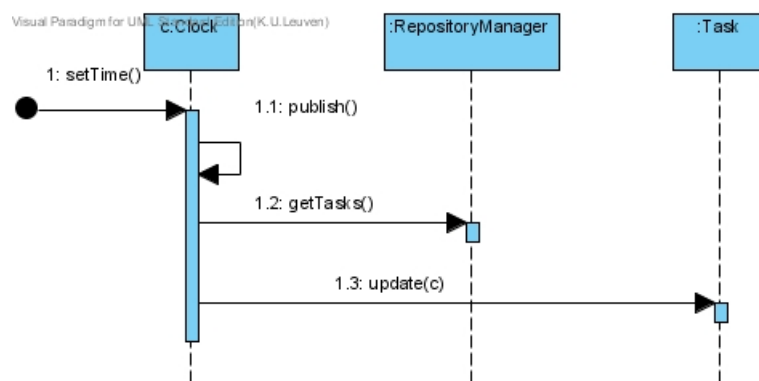 Visual Paradigm for UML Standard Edition(K.U.Leuven)
c:Clock
:RepositoryManager
:Task
1: setTime()
1.1: publish()
1.2: getTasks()
1.3: update(c)